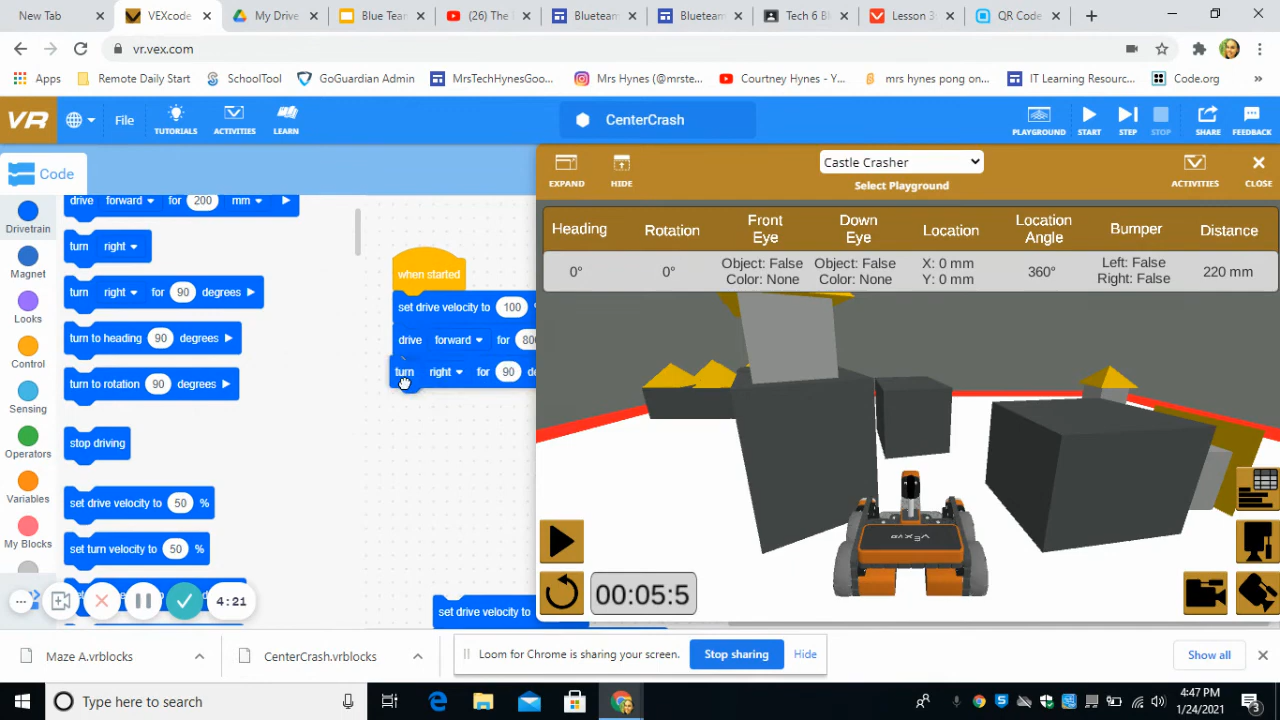 New Tab
VEXcode
My Drive
Blue Tea
(26) The
Blueteam
Blueteam
Tech 6 B
Lesson 3
QR Code
vr.vex.com
Apps
Remote Daily Start
SchoolTool
GoGuardian Admin
MrsTechHynesGoo...
Mrs Hynes (@mrste...
Courtney Hynes - Y...
mrs hynes pong on...
IT Learning Resourc...
Code.org
»
VR
File
TUTORIALS
ACTIVITIES
LEARN
CenterCrash
PLAYGROUND
START
STEP
STOP
SHARE
FEEDBACK
Code
EXPAND
HIDE
Castle Crasher
Select Playground
ACTIVITIES
CLOSE
Heading
Rotation
Front Eye
Down Eye
Location
Location Angle
Bumper
Distance
0°
0°
Object: False
Color: None
Object: False
Color: None
X: 0 mm
Y: 0 mm
360°
Left: False
Right: False
220 mm
Drivetrain
Magnet
Looks
Control
Sensing
Operators
Variables
My Blocks
drive forward for 200 mm
turn right
turn right for 90 degrees
turn to heading 90 degrees
turn to rotation 90 degrees
stop driving
set drive velocity to 50 %
set turn velocity to 50 %
when started
set drive velocity to 100 %
drive forward for
turn right for 90
set drive velocity to
VEX VR
00:05:5
4:21
Maze A.vrblocks
CenterCrash.vrblocks
Loom for Chrome is sharing your screen.
Stop sharing
Hide
Show all
Type here to search
4:47 PM
1/24/2021
3